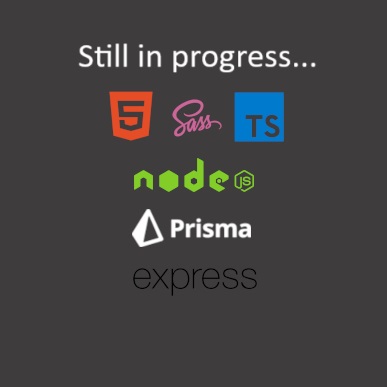 Still in progress...
5 Sass TS
node JS
Prisma
express